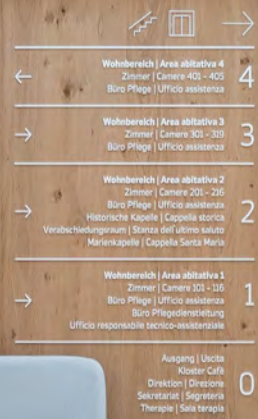 Wohnbereich | Area abitativa 4
Zimmer | Camere 401 - 405
Büro Pflege | Ufficio assistenza
4
Wohnbereich | Area abitativa 3
Zimmer | Camere 301 - 319
Büro Pflege | Ufficio assistenza
3
Wohnbereich | Area abitativa 2
Zimmer | Camere 201 - 216
Büro Pflege | Ufficio assistenza
Historische Kapelle | Cappella storica
Verabschiedungsraum | Stanza dell'ultimo saluto
Marienkapelle | Cappella Santa Maria
2
Wohnbereich | Area abitativa 1
Zimmer | Camere 101 - 116
Büro Pflege | Ufficio assistenza
Büro Pflegedienstleitung
Ufficio responsabile tecnico-assistenziale
1
Ausgang | Uscita
Kloster Cafè
Direktion | Direzione
Sekretariat | Segreteria
Therapie | Sala terapia
0